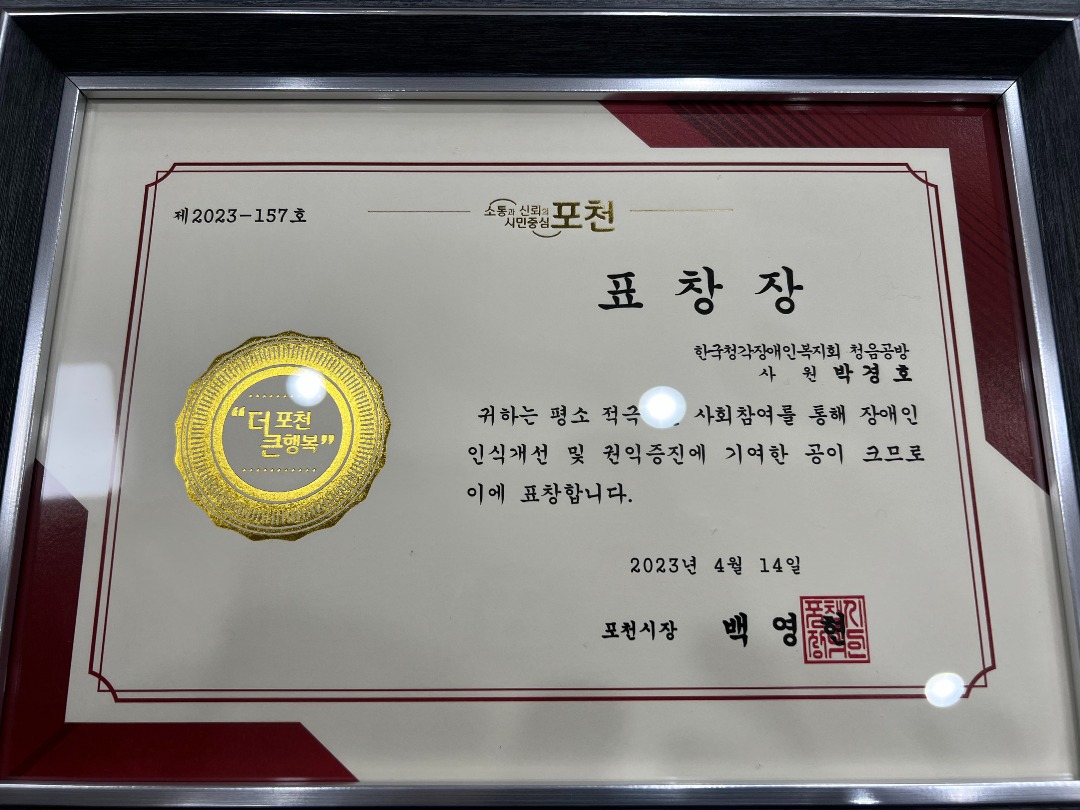 제2023-157호
소통과 신뢰의
시민중심 포천
표 창 장
한국청각장애인복지회 청음공방
사 원 박경호
"더 포천
큰행복"
귀하는 평소 적극 사회참여를 통해 장애인
인식개선 및 권익증진에 기여한 공이 크므로
이에 표창합니다.
2023년 4월 14일
포천시장 백 영 현